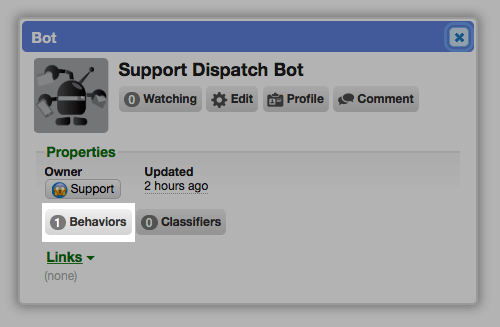 Bot
Support Dispatch Bot
0 Watching Edit Profile Comment
Properties
Owner Updated
Support 2 hours ago
1 Behaviors 0 Classifiers
Links
(none)